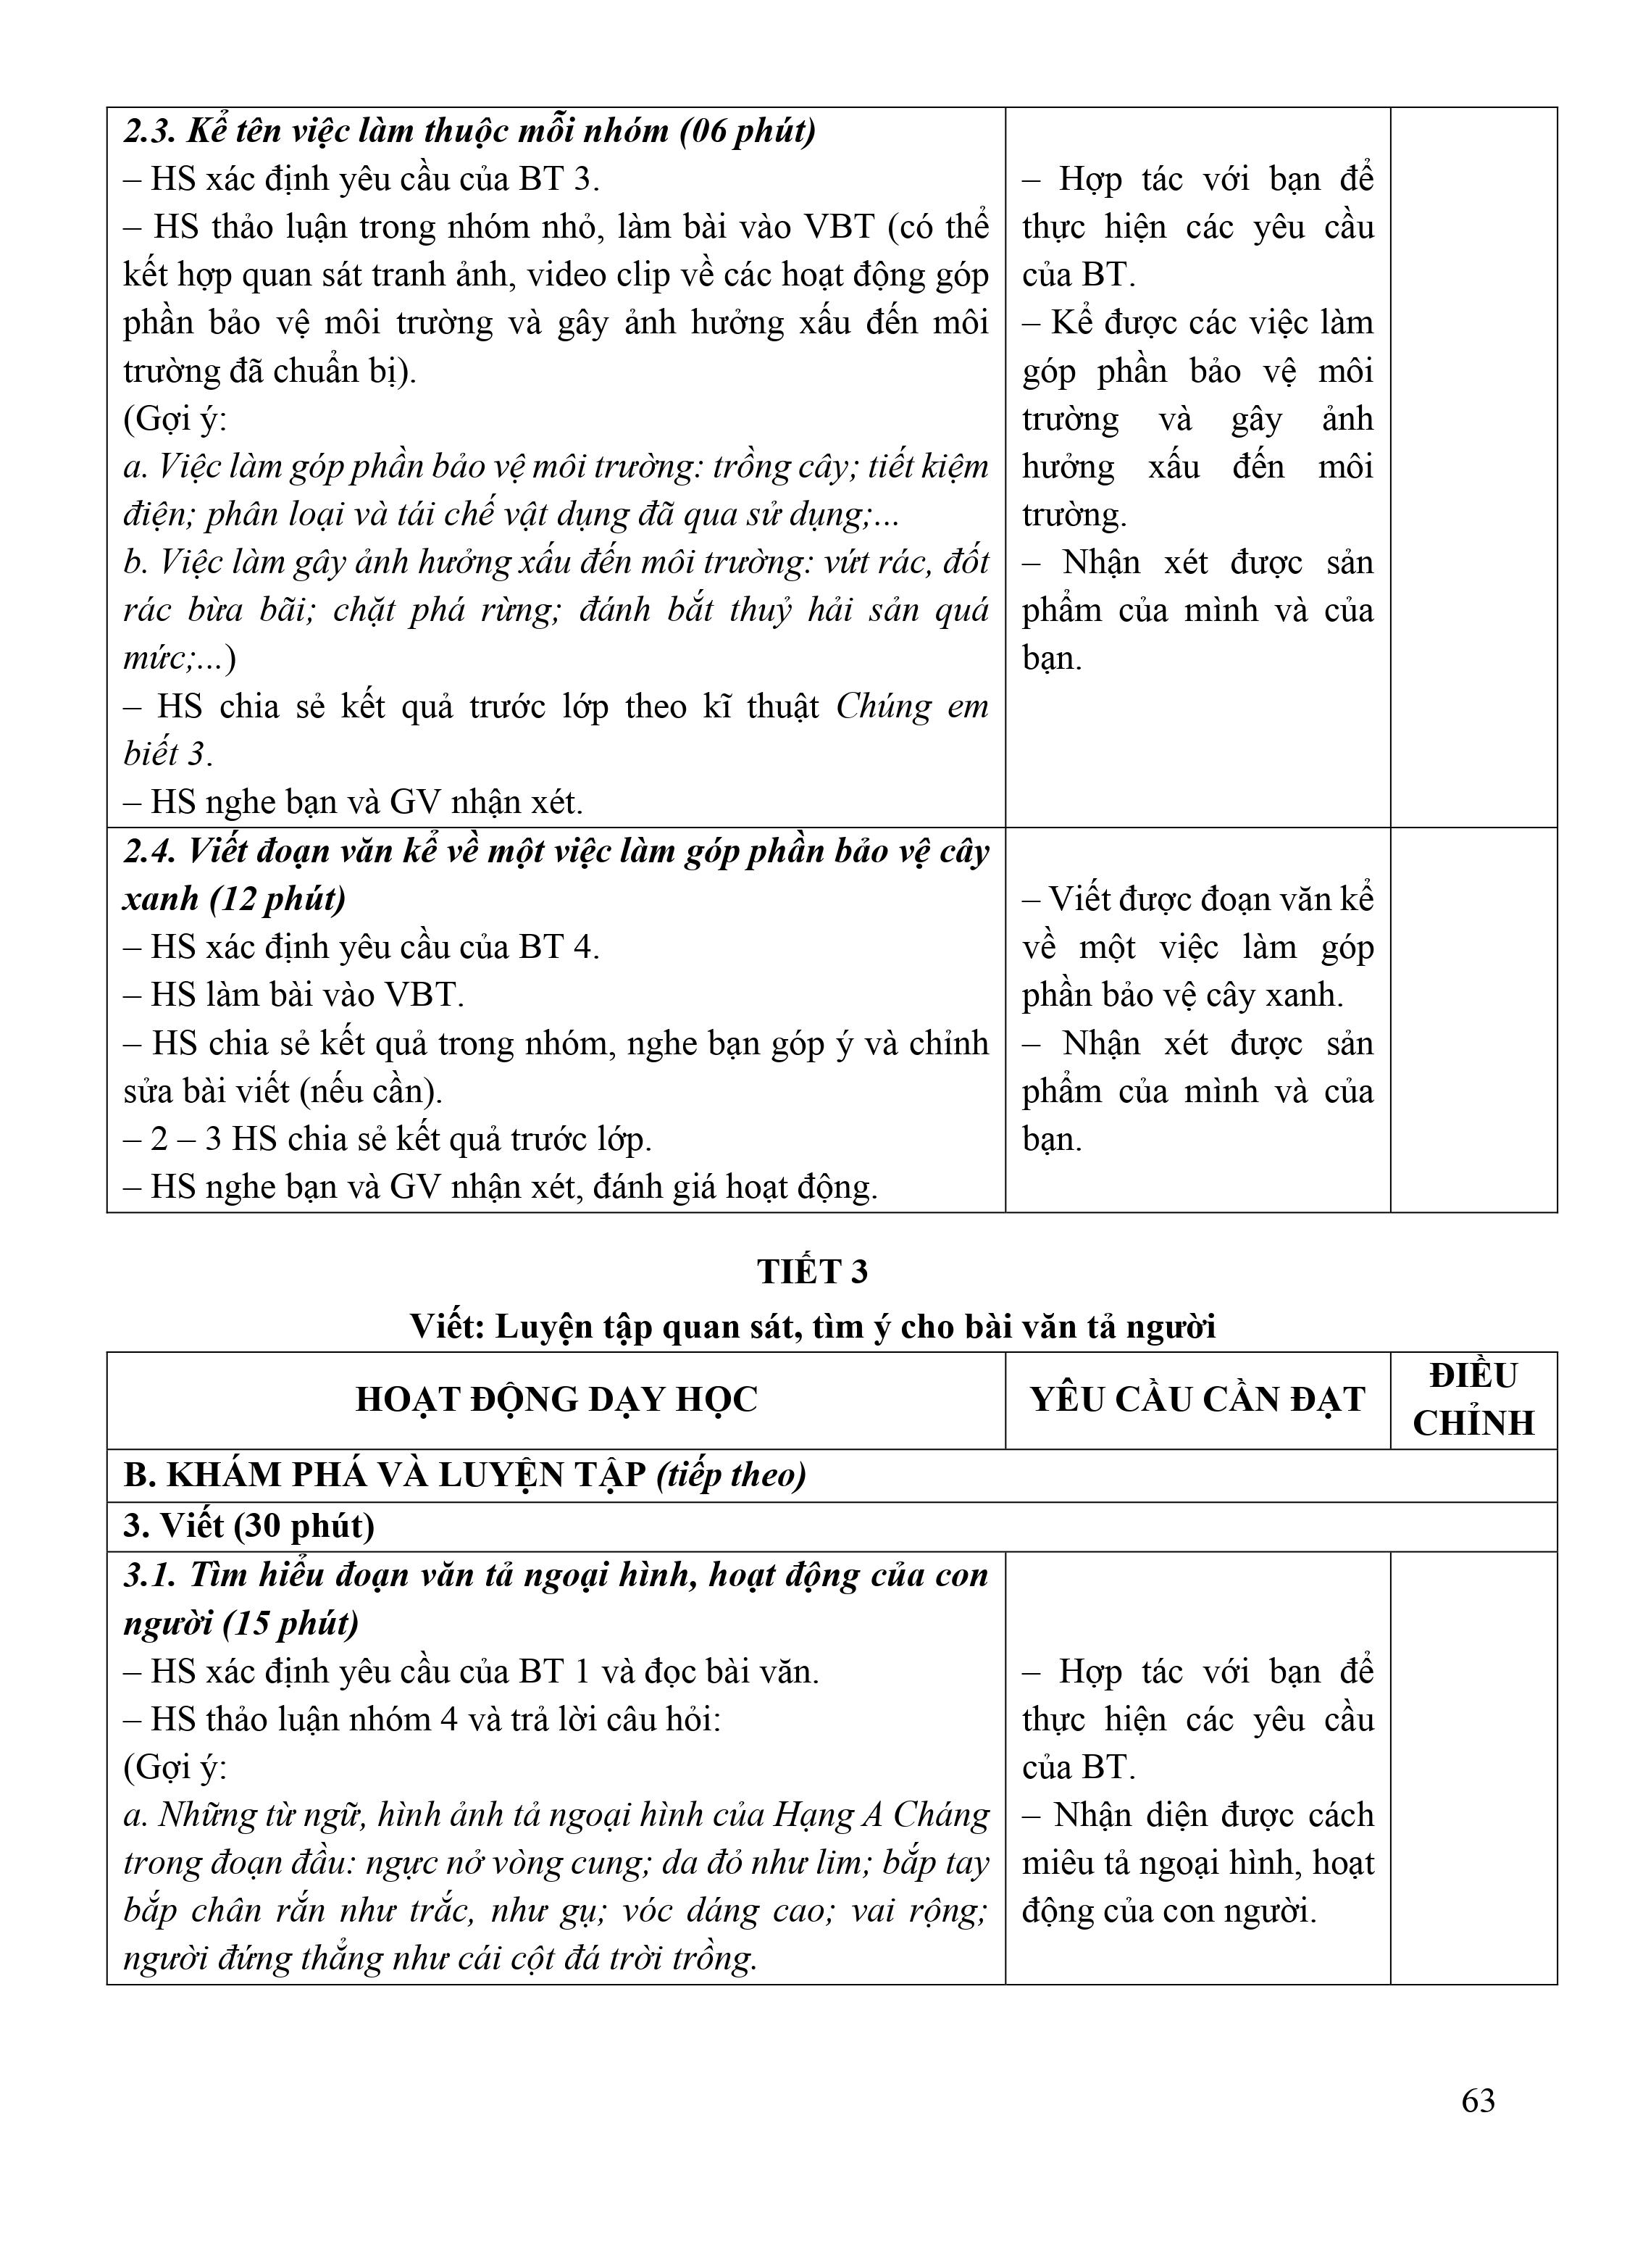 2.3. Kể tên việc làm thuộc mỗi nhóm (06 phút)
– HS xác định yêu cầu của BT 3.
– HS thảo luận trong nhóm nhỏ, làm bài vào VBT (có thể
kết hợp quan sát tranh ảnh, video clip về các hoạt động góp
phần bảo vệ môi trường và gây ảnh hưởng xấu đến môi
trường đã chuẩn bị).
(Gợi ý:
a. Việc làm góp phần bảo vệ môi trường: trồng cây; tiết kiệm
điện; phân loại và tái chế vật dụng đã qua sử dụng;...
b. Việc làm gây ảnh hưởng xấu đến môi trường: vứt rác, đốt
rác bừa bãi; chặt phá rừng; đánh bắt thuỷ hải sản quá
mức;...)
– HS chia sẻ kết quả trước lớp theo kĩ thuật Chúng em
biết 3.
– HS nghe bạn và GV nhận xét.
– Hợp tác với bạn để
thực hiện các yêu cầu
của BT.
– Kể được các việc làm
góp phần bảo vệ môi
trường và gây ảnh
hưởng xấu đến môi
trường.
– Nhận xét được sản
phẩm của mình và của
bạn.
2.4. Viết đoạn văn kể về một việc làm góp phần bảo vệ cây
xanh (12 phút)
– HS xác định yêu cầu của BT 4.
– HS làm bài vào VBT.
– HS chia sẻ kết quả trong nhóm, nghe bạn góp ý và chỉnh
sửa bài viết (nếu cần).
– 2 – 3 HS chia sẻ kết quả trước lớp.
– HS nghe bạn và GV nhận xét, đánh giá hoạt động.
– Viết được đoạn văn kể
về một việc làm góp
phần bảo vệ cây xanh.
– Nhận xét được sản
phẩm của mình và của
bạn.
TIẾT 3
Viết: Luyện tập quan sát, tìm ý cho bài văn tả người
HOẠT ĐỘNG DẠY HỌC
YÊU CẦU CẦN ĐẠT
ĐIỀU
CHỈNH
B. KHÁM PHÁ VÀ LUYỆN TẬP (tiếp theo)
3. Viết (30 phút)
3.1. Tìm hiểu đoạn văn tả ngoại hình, hoạt động của con
người (15 phút)
– HS xác định yêu cầu của BT 1 và đọc bài văn.
– HS thảo luận nhóm 4 và trả lời câu hỏi:
(Gợi ý:
a. Những từ ngữ, hình ảnh tả ngoại hình của Hạng A Cháng
trong đoạn đầu: ngực nở vòng cung; da đỏ như lim; bắp tay
bắp chân rắn như trắc, như gụ; vóc dáng cao; vai rộng;
người đứng thẳng như cái cột đá trời trồng.
– Hợp tác với bạn để
thực hiện các yêu cầu
của BT.
– Nhận diện được cách
miêu tả ngoại hình, hoạt
động của con người.
63